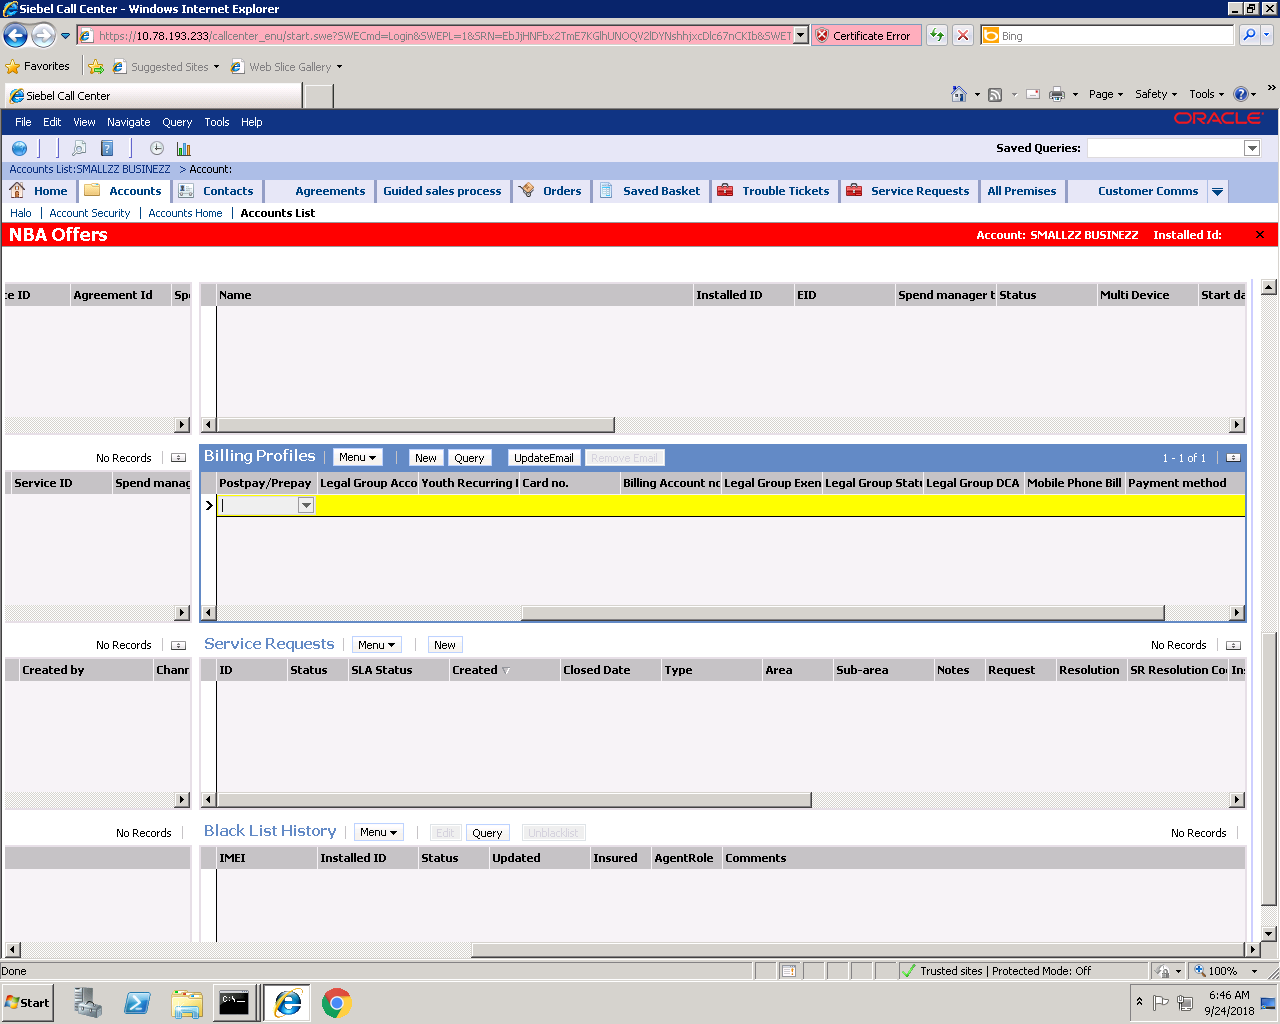 Siebel Call Center - Windows Internet Explorer
https://10.78.193.233/callcenter_enu/start.swe?SWECmd=Login&SWEPL=1&SRN= Certificate Error Bing
Favorites Suggested Sites Web Slice Gallery
Siebel Call Center Page Safety Tools »
File Edit View Navigate Query Tools Help ORACLE
Saved Queries:
Accounts List:SMALLZZ BUSINEZZ > Account:
Home Accounts Contacts Agreements Guided sales process Orders Saved Basket Trouble Tickets Service Requests All Premises Customer Comms
Halo Account Security Accounts Home Accounts List
NBA Offers Account: SMALLZZ BUSINEZZ Installed Id:
ce ID Agreement Id Spe Name Installed ID EID Spend manager t Status Multi Device Start da
No Records Billing Profiles Menu New Query UpdateEmail Remove Email 1 - 1 of 1
Service ID Spend manag Postpay/Prepay Legal Group Acco Youth Recurring Card no. Billing Account no Legal Group Exem Legal Group Statu Legal Group DCA Mobile Phone Bill Payment method
No Records Service Requests Menu New No Records
Created by Chann ID Status SLA Status Created Closed Date Type Area Sub-area Notes Request Resolution SR Resolution Co Ins
No Records Black List History Menu Edit Query Unblacklist No Records
IMEI Installed ID Status Updated Insured AgentRole Comments
Done Trusted sites | Protected Mode: Off 100%
Start C:\. 6:46 AM
9/24/2018